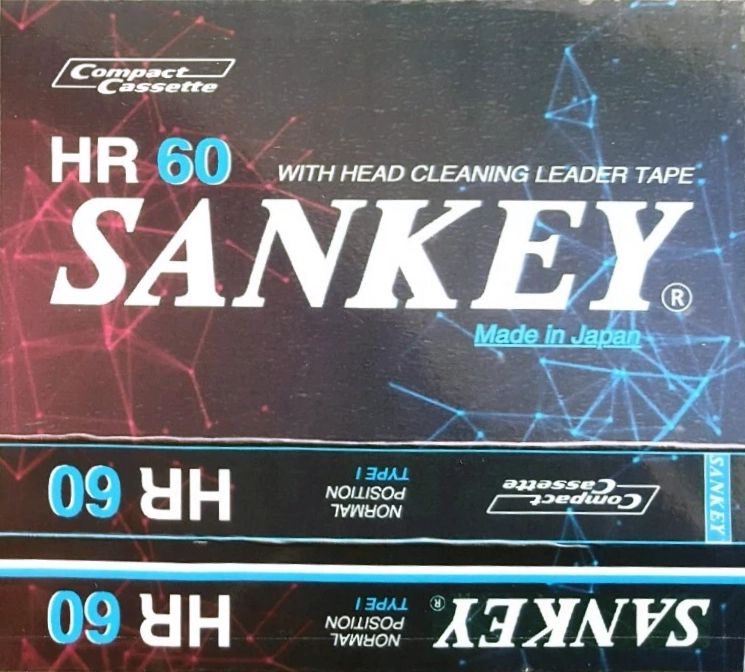 Compact
Cassette
HR 60 WITH HEAD CLEANING LEADER TAPE
SANKEY®
Made in Japan
HR 60
NORMAL
POSITION
TYPE I
Compact
Cassette
SANKEY
HR 60
NORMAL
POSITION
TYPE I
SANKEY®